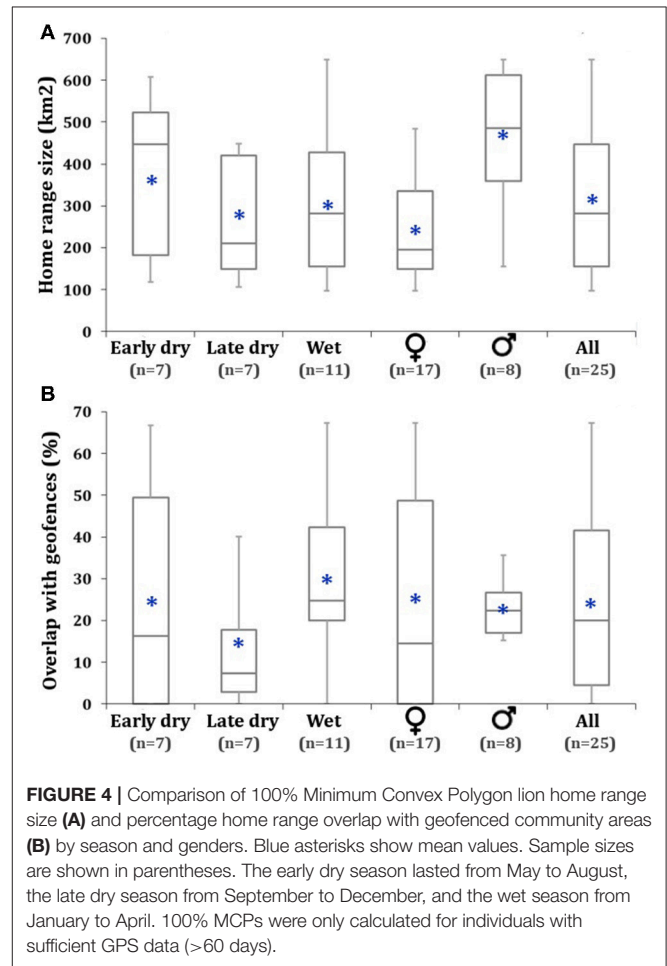 A
Home range size (km2)
700
600
500
400
300
200
100
0
Early dry Late dry Wet ♀ ♂ All
(n=7) (n=7) (n=11) (n=17) (n=8) (n=25)
B
Overlap with geofences (%)
70
60
50
40
30
20
10
0
Early dry Late dry Wet ♀ ♂ All
(n=7) (n=7) (n=11) (n=17) (n=8) (n=25)
FIGURE 4 | Comparison of 100% Minimum Convex Polygon lion home range
size (A) and percentage home range overlap with geofenced community areas
(B) by season and genders. Blue asterisks show mean values. Sample sizes
are shown in parentheses. The early dry season lasted from May to August,
the late dry season from September to December, and the wet season from
January to April. 100% MCPs were only calculated for individuals with
sufficient GPS data (>60 days).